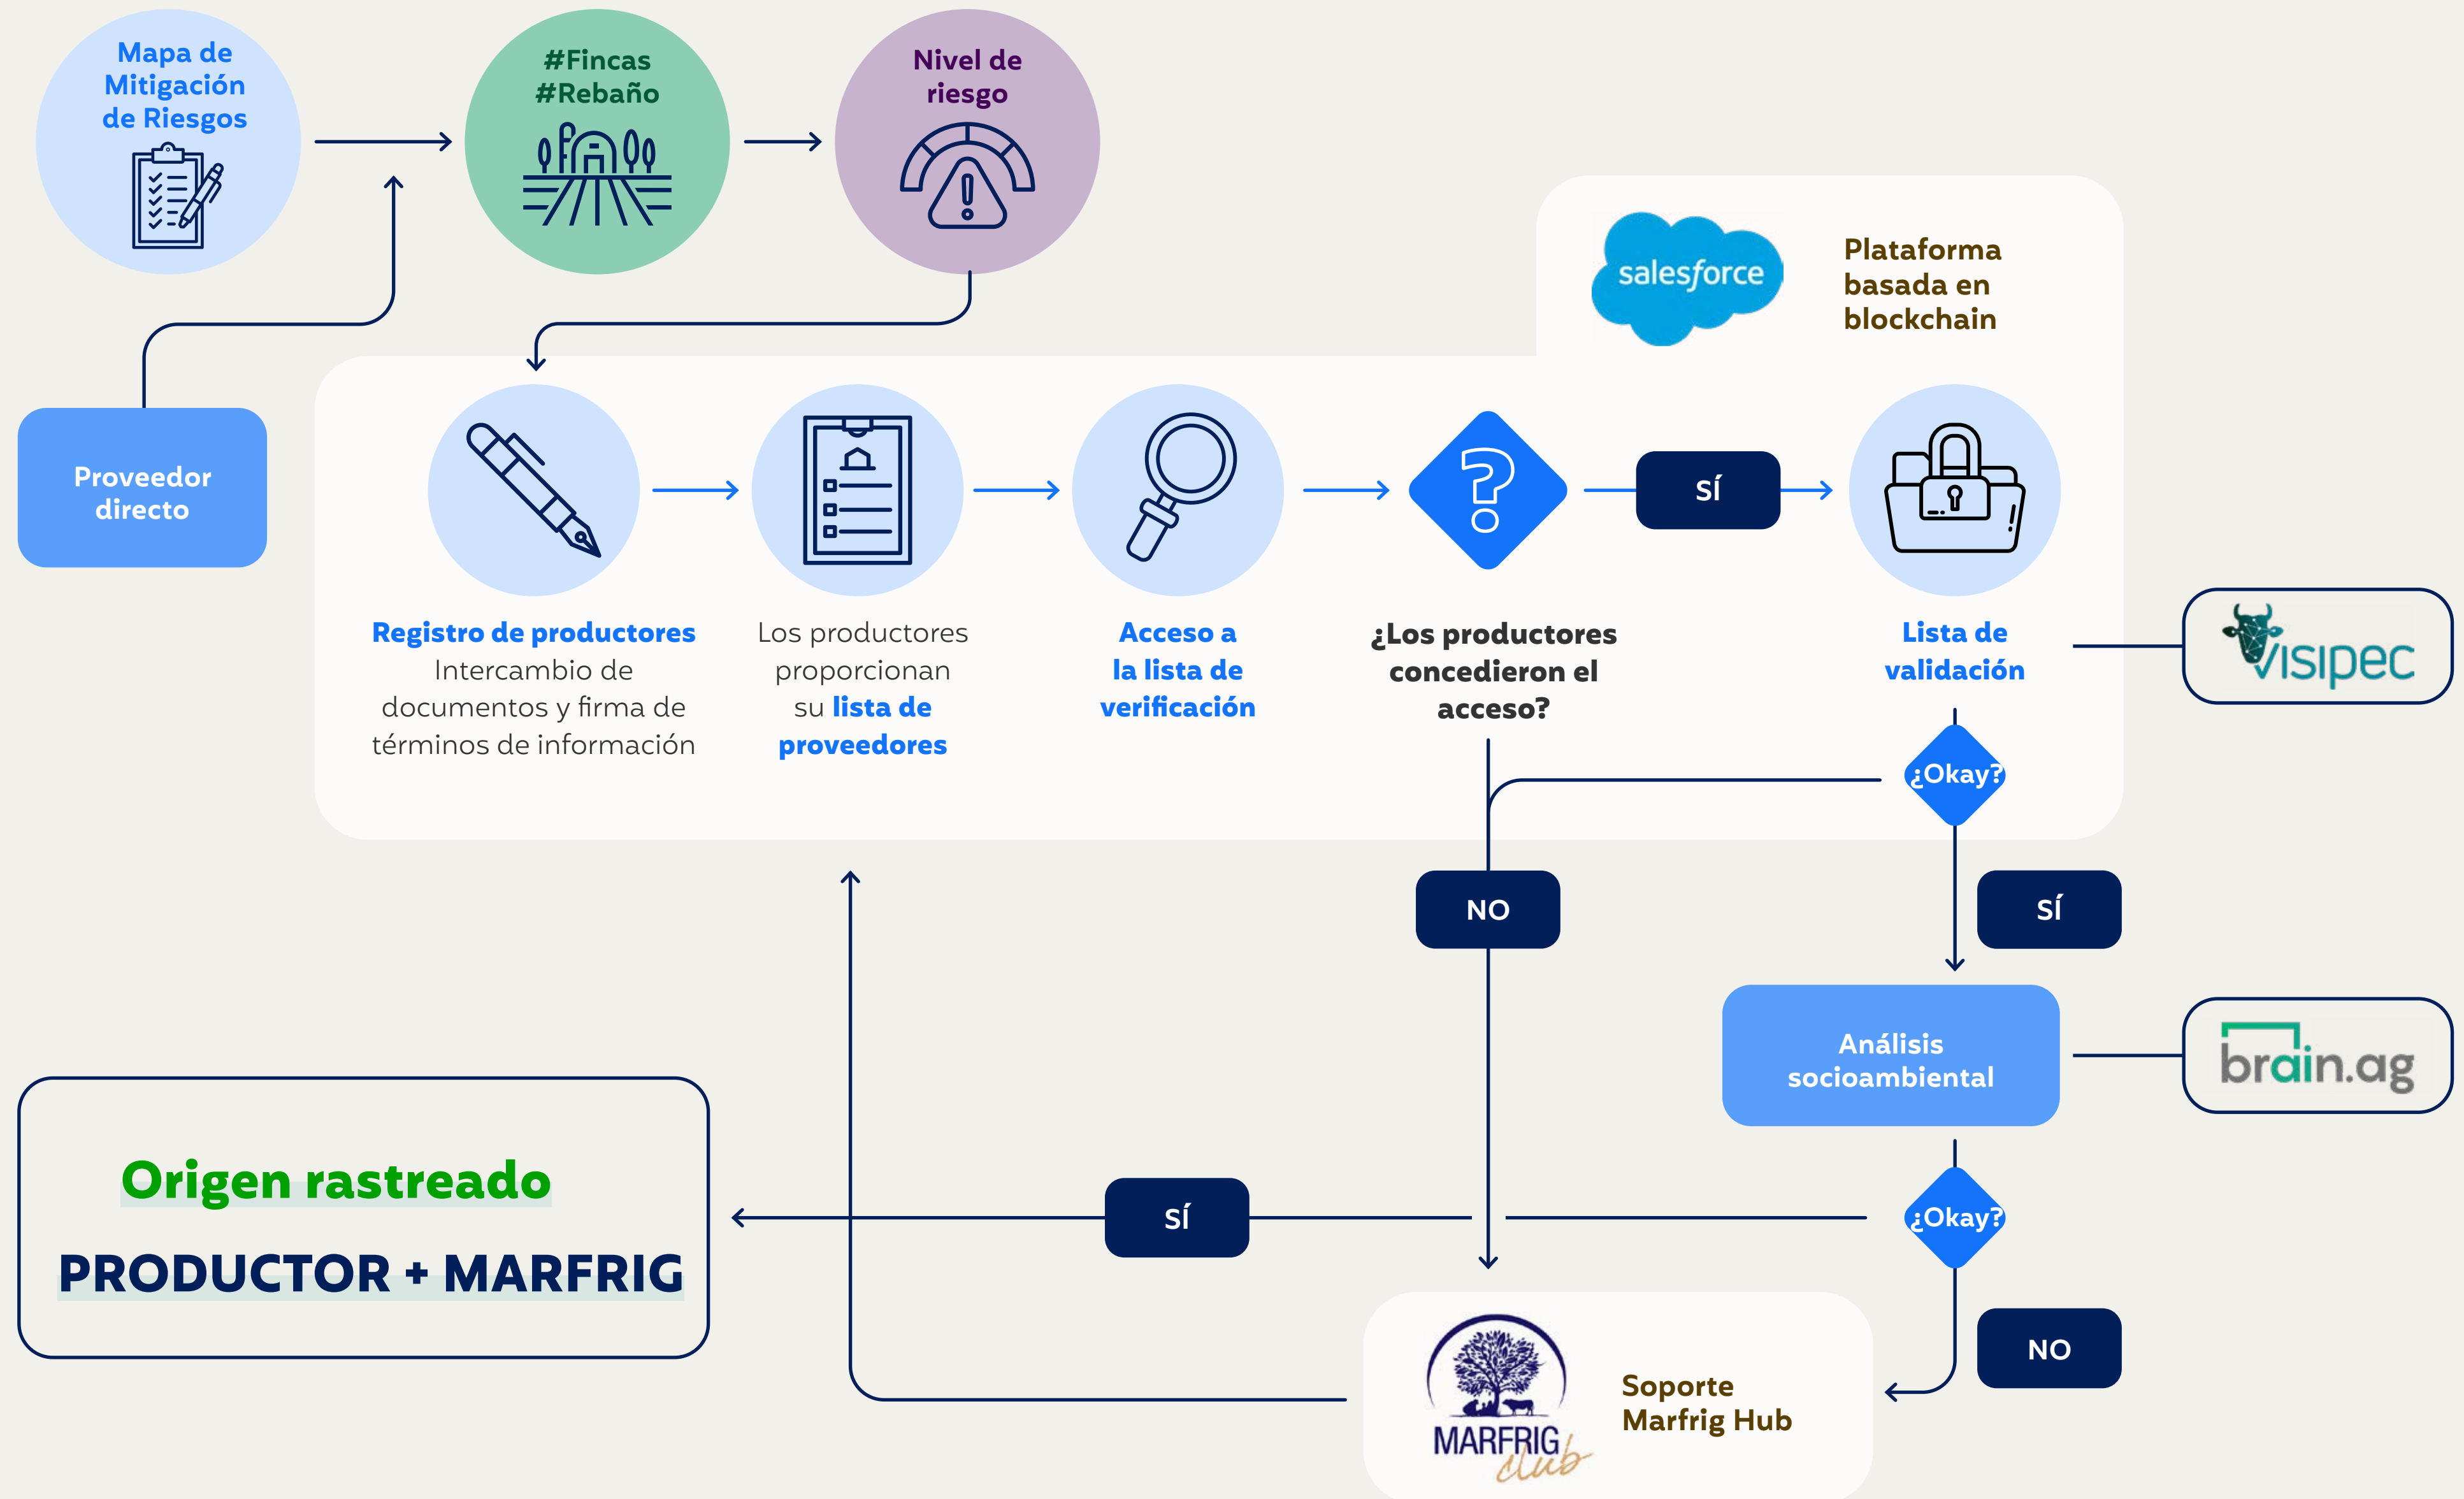 Mapa de
Mitigación
de Riesgos
#Fincas
#Rebaño
Nivel de
riesgo
salesforce
Plataforma
basada en
blockchain
Proveedor
directo
SÍ
Registro de productores
Intercambio de
documentos y firma de
términos de información
Los productores
proporcionan
su lista de
proveedores
Acceso a
la lista de
verificación
¿Los productores
concedieron el
acceso?
Lista de
validación
VISIPEC
¿Okay?
NO
SÍ
Análisis
socioambiental
brain.ag
Origen rastreado
PRODUCTOR + MARFRIG
SÍ
¿Okay?
NO
MARFRIG
club
Soporte
Marfrig Hub